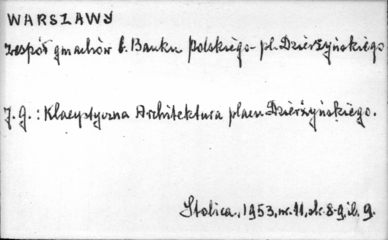 WARSZAWY
Zespół gmachów b. Banku Polskiego - pl. Dzierżyńskiego
J. G. : Klasystyczna Architektura placu Dzierżyńskiego.
Stolica, 1953, nr. 11, str. 8-9, il. 9.